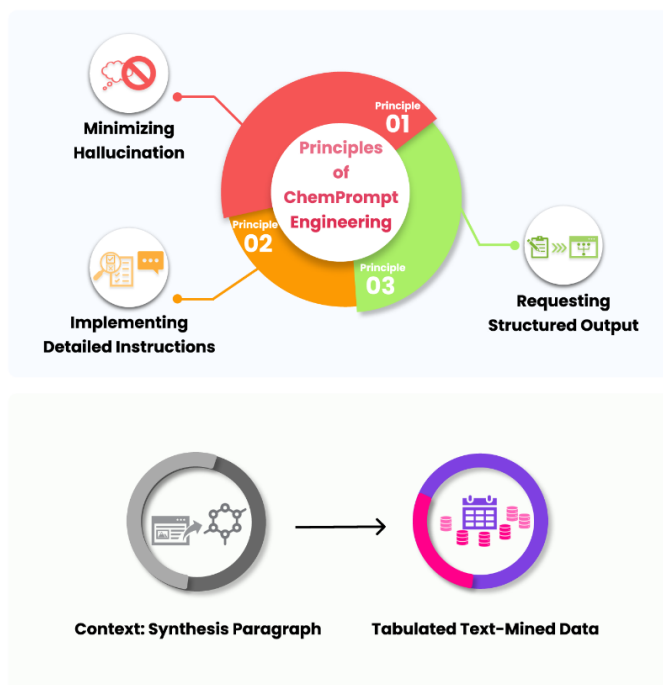 Minimizing
Hallucination
Principle
01
Principles
of
ChemPrompt
Engineering
Principle
02
Principle
03
Implementing
Detailed Instructions
Requesting
Structured Output
Context: Synthesis Paragraph
Tabulated Text-Mined Data